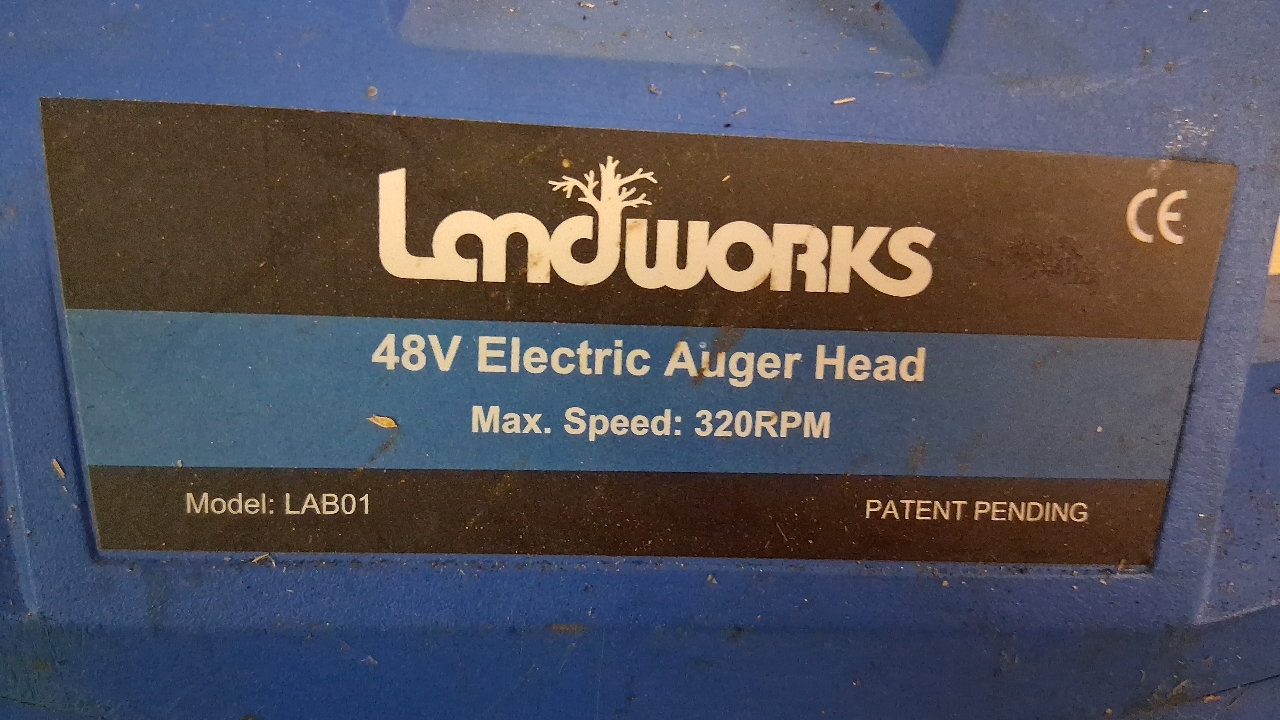 LandWORKS
CE
48V Electric Auger Head
Max. Speed: 320RPM
Model: LAB01
PATENT PENDING